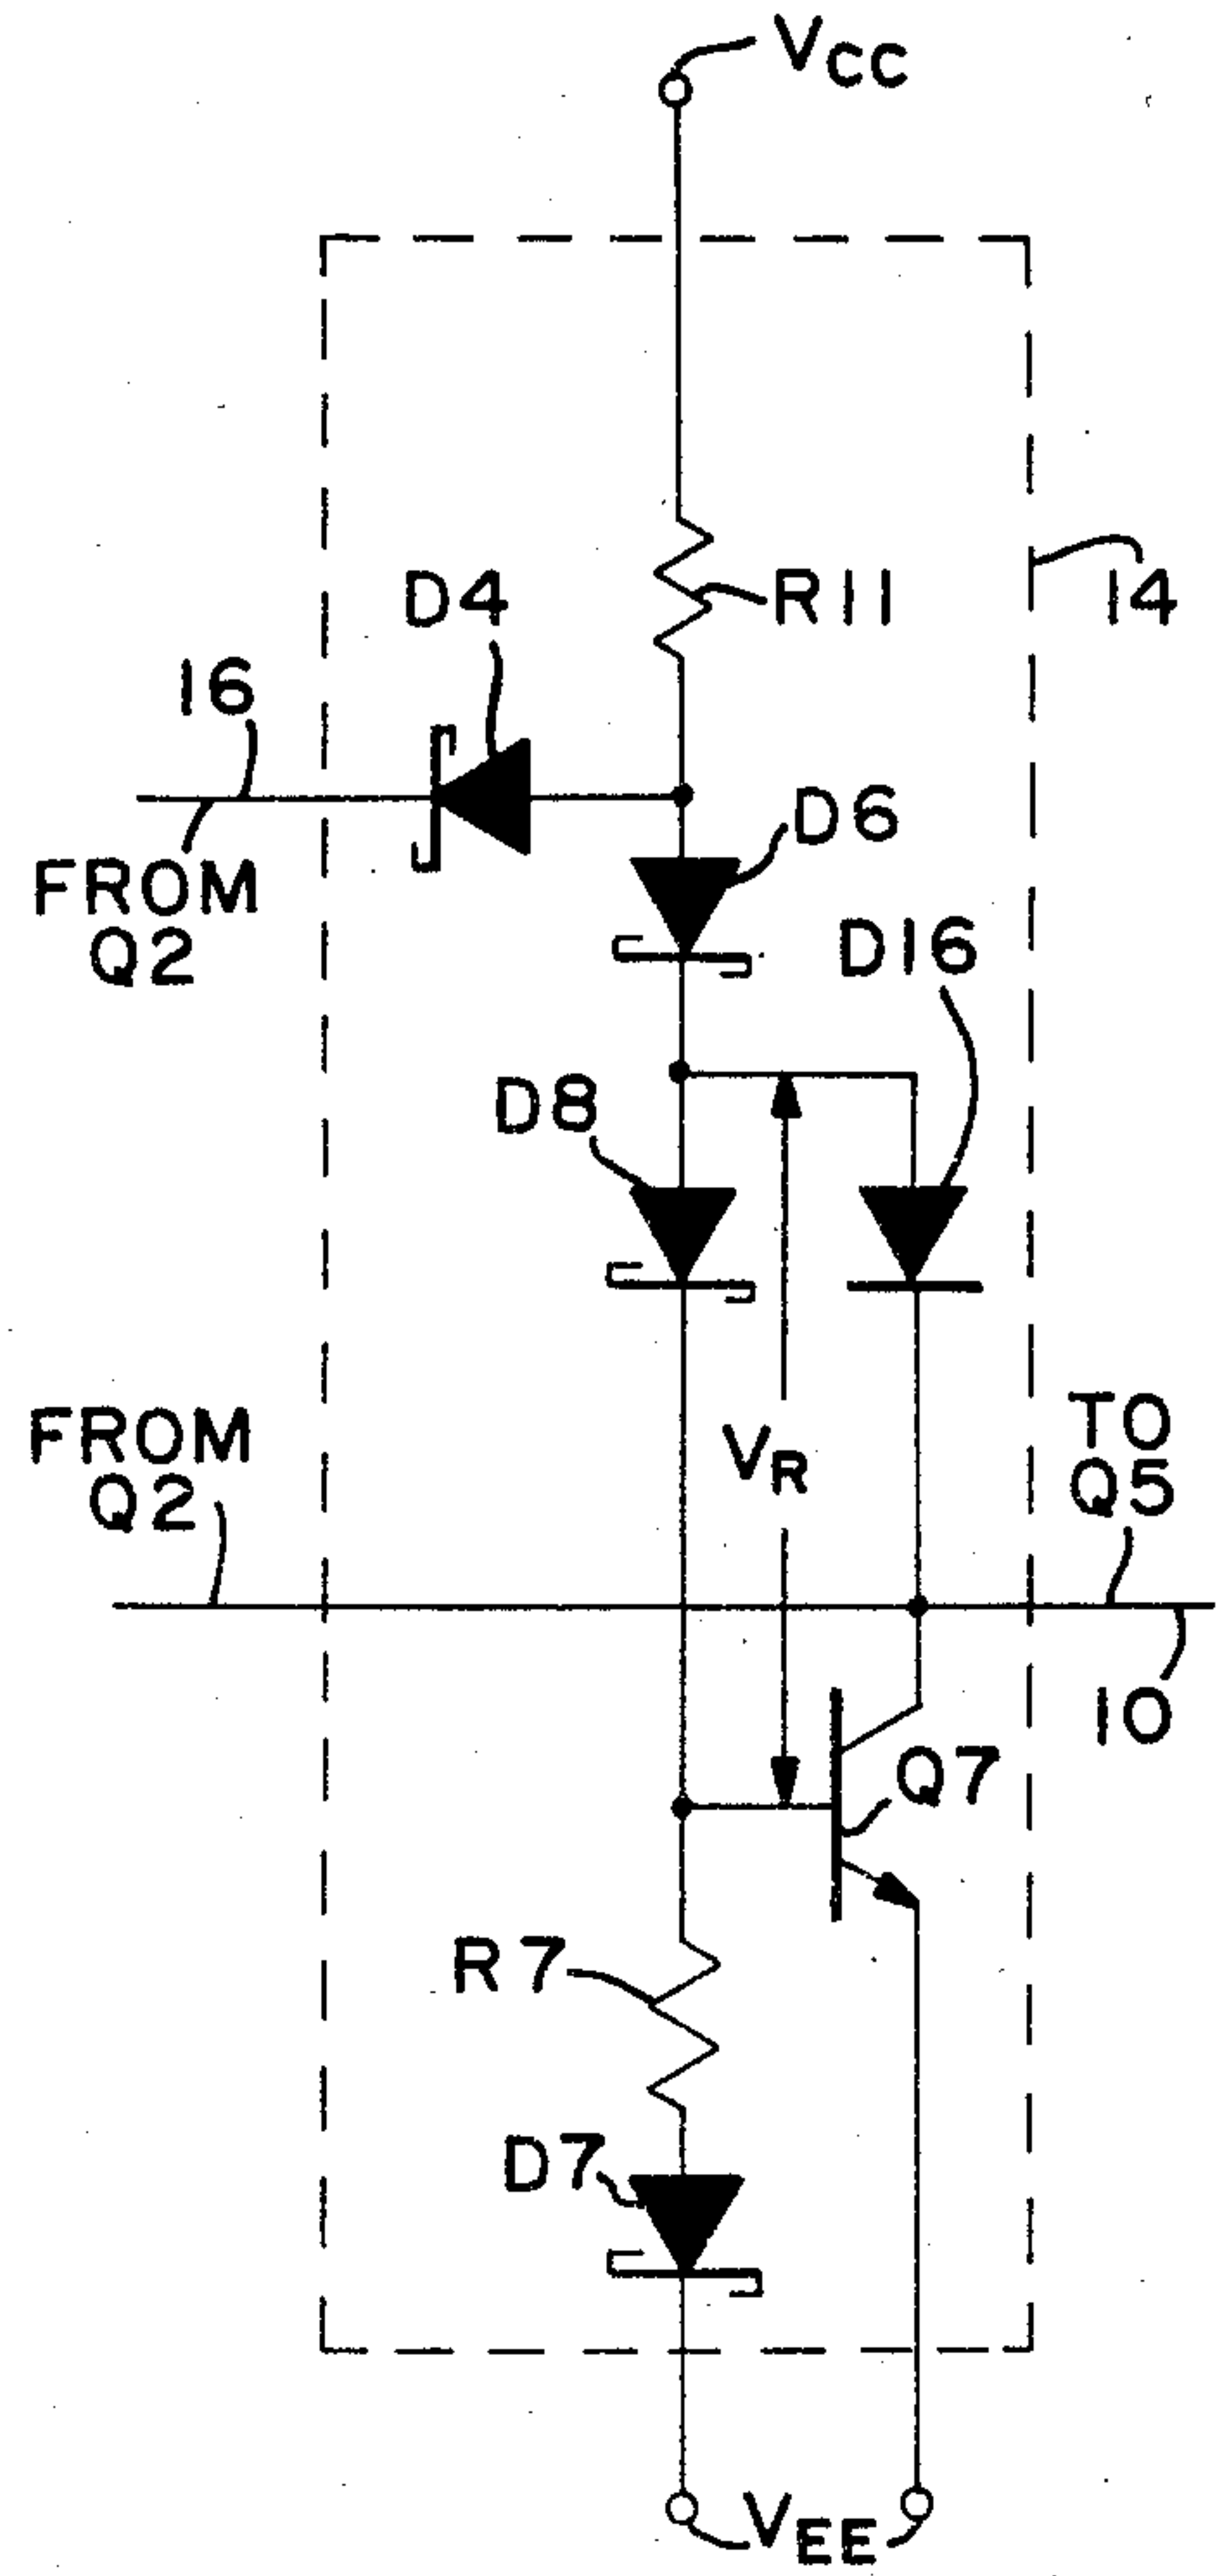 VCC
R11
14
D4
16
FROM
Q2
D6
D16
D8
FROM
Q2
VR
TO
Q5
10
Q7
R7
D7
VEE